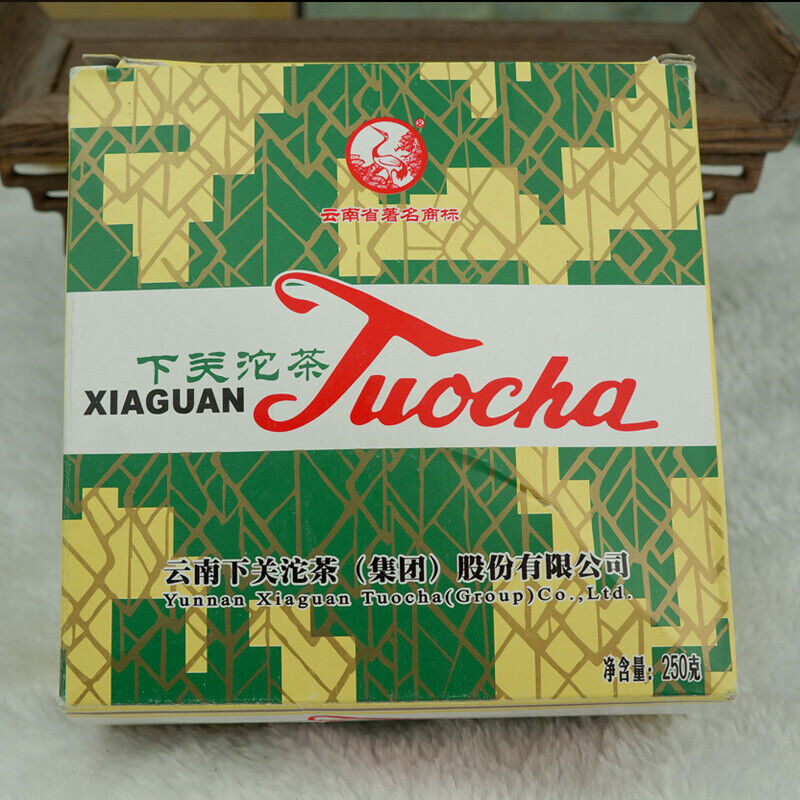 云南省著名商标
下关沱茶
XIAGUAN Tuocha
云南下关沱茶（集团）股份有限公司
Yunnan Xiaguan Tuocha(Group)Co.,Ltd.
净含量：250克